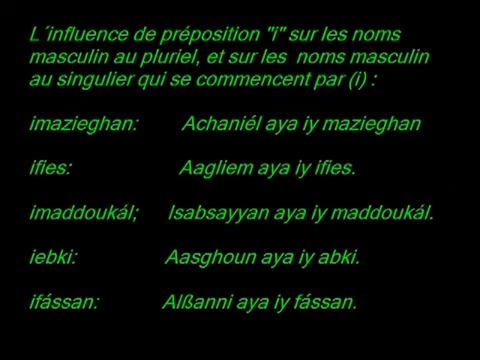 L´influence de préposition "i" sur les noms
masculin au pluriel, et sur les noms masculin
au singulier qui se commencent par (i) :
imazieghan: Achaniél aya iy mazieghan
ifies: Aagliem aya iy ifies.
imaddoukál; Isabsayyan aya iy maddoukál.
iebki: Aasghoun aya iy abki.
ifássan: Alßanni aya iy fássan.